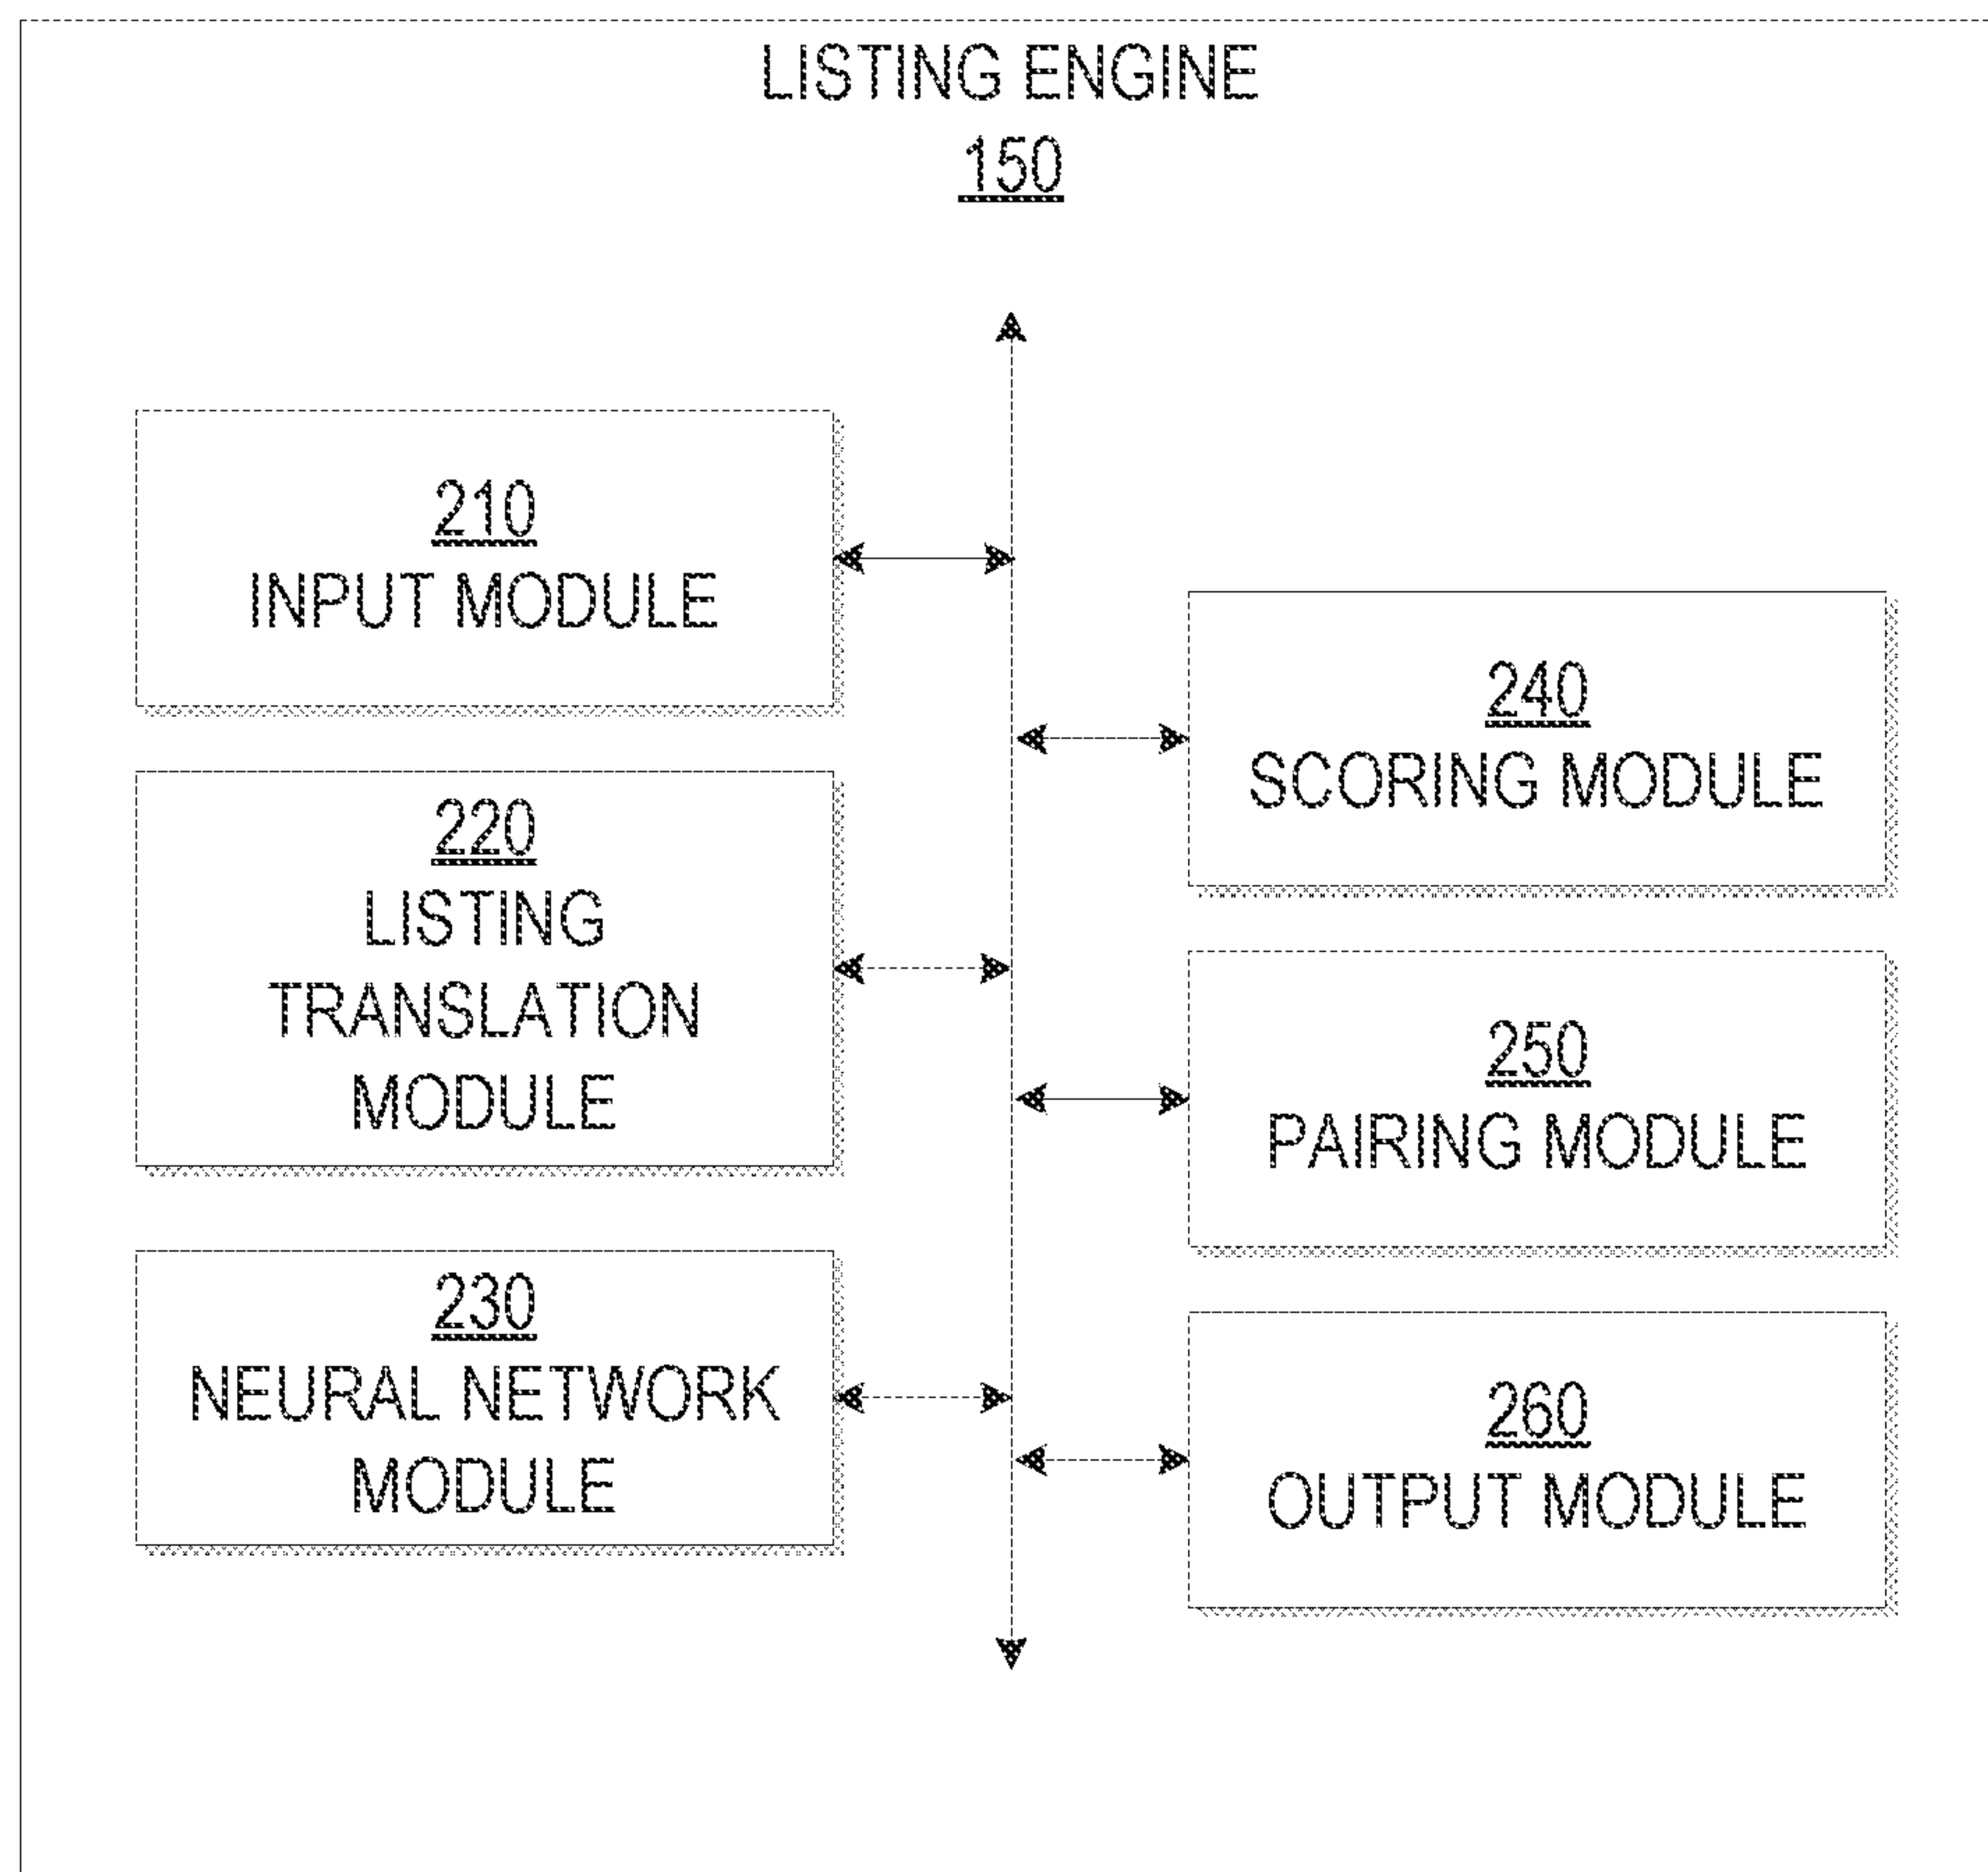 LISTING ENGINE
150
210
INPUT MODULE
220
LISTING
TRANSLATION
MODULE
230
NEURAL NETWORK
MODULE
240
SCORING MODULE
250
PAIRING MODULE
260
OUTPUT MODULE